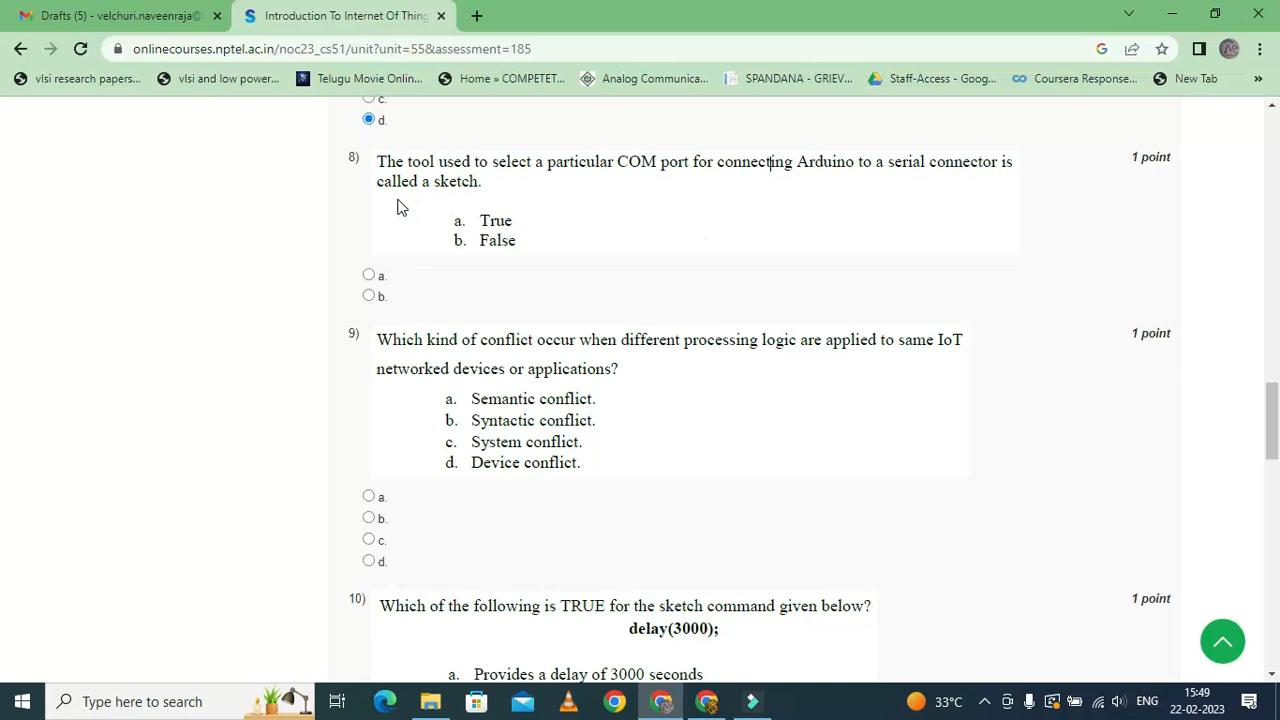 Drafts (5) - velchuri.naveenraja@
Introduction To Internet Of Thing
onlinecourses.nptel.ac.in/noc23_cs51/unit?unit=55&assessment=185
vlsi research papers...
vlsi and low power...
Telugu Movie Onlin...
Home » COMPETET...
Analog Communica...
SPANDANA - GRIEV...
Staff-Access - Goog...
Coursera Response...
New Tab
»
c.
d.
8)
The tool used to select a particular COM port for connecting Arduino to a serial connector is
called a sketch.
1 point
a. True
b. False
a.
b.
9)
Which kind of conflict occur when different processing logic are applied to same IoT
networked devices or applications?
1 point
a. Semantic conflict.
b. Syntactic conflict.
c. System conflict.
d. Device conflict.
a.
b.
c.
d.
10)
Which of the following is TRUE for the sketch command given below?
1 point
delay(3000);
a. Provides a delay of 3000 seconds
Type here to search
33°C
ENG
15:49
22-02-2023